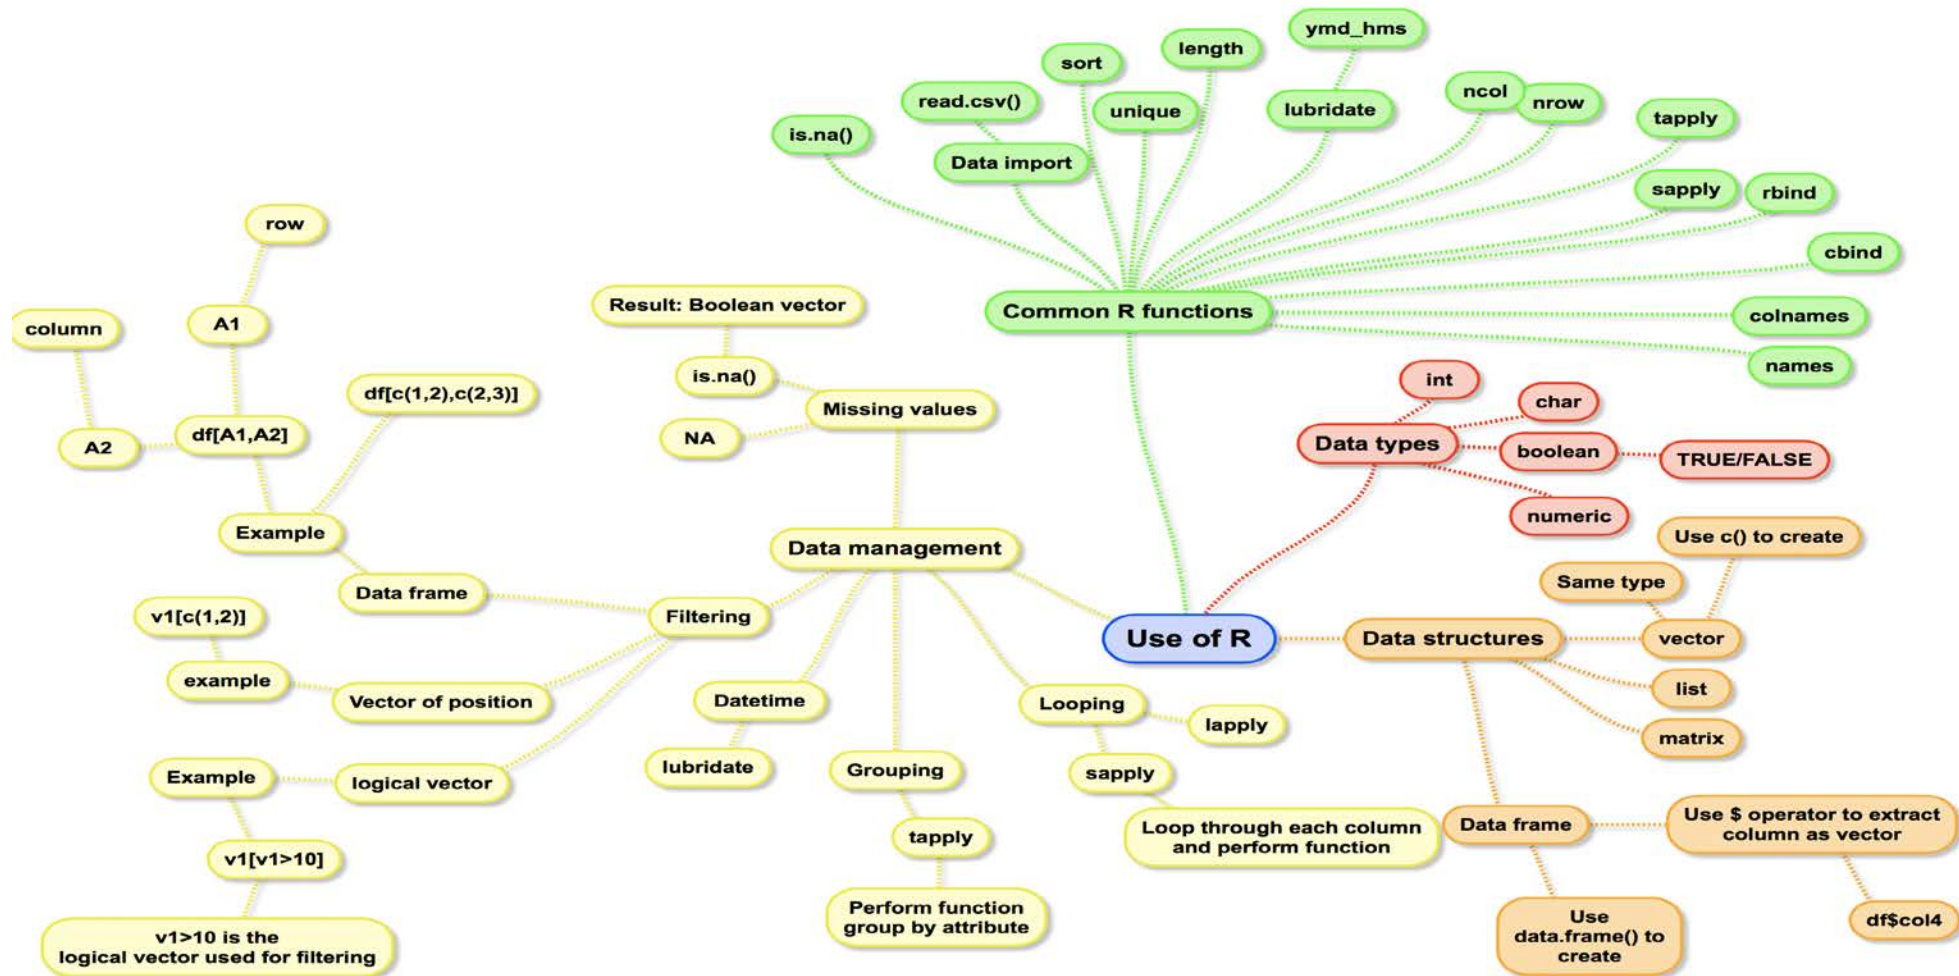 ymd_hms
length
sort
ncol
nrow
read.csv()
unique
lubridate
tapply
is.na()
Data import
sapply
rbind
cbind
Common R functions
colnames
names
row
Result: Boolean vector
column
A1
is.na()
df[c(1,2),c(2,3)]
Missing values
NA
df[A1,A2]
A2
Example
Data management
Data frame
Filtering
v1[c(1,2)]
example
Vector of position
Datetime
Looping
lapply
lubridate
Grouping
sapply
Example
logical vector
Loop through each column
and perform function
tapply
v1[v1>10]
Perform function
group by attribute
v1>10 is the
logical vector used for filtering
int
char
Data types
boolean
TRUE/FALSE
numeric
Use c() to create
Same type
Use of R
Data structures
vector
list
matrix
Data frame
Use $ operator to extract
column as vector
df$col4
Use
data.frame() to
create